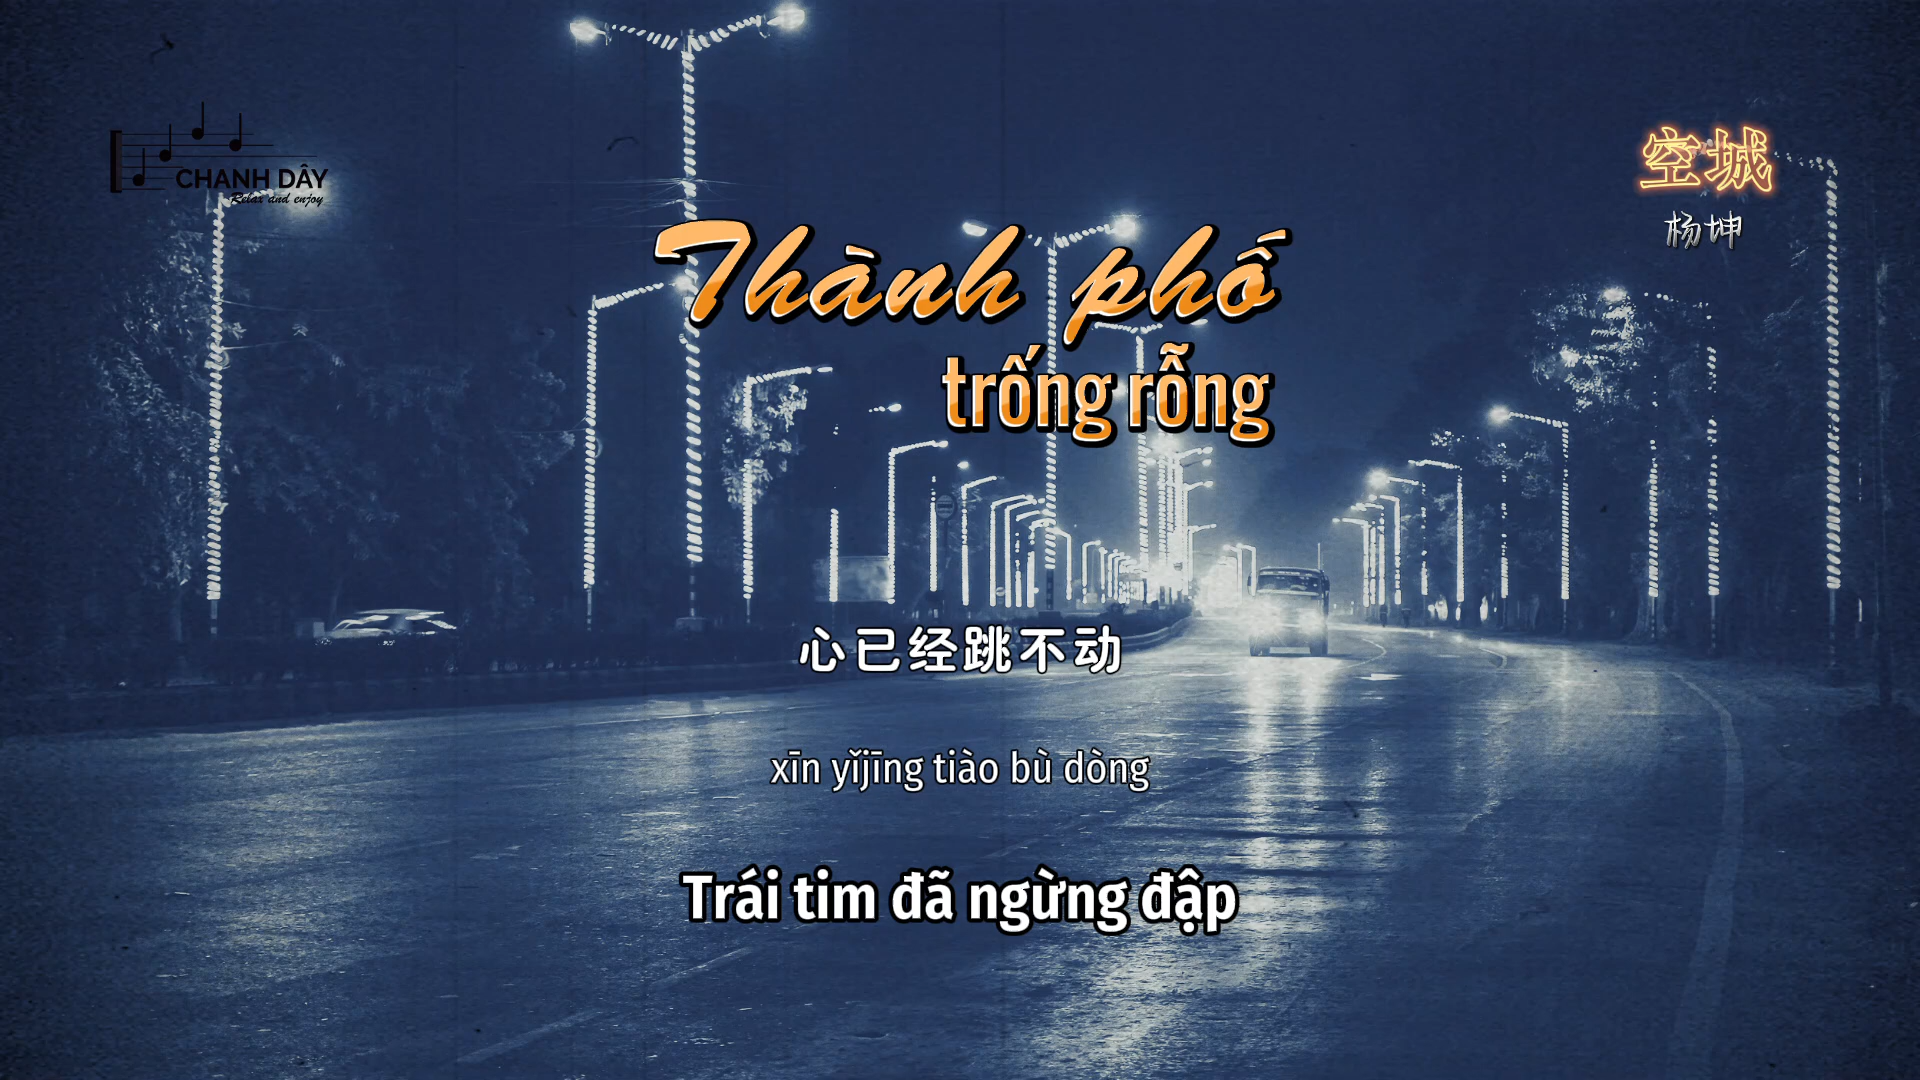 CHANH DÂY
Relax and enjoy
空城
杨坤
Thành phố
trống rỗng
心已经跳不动
xīn yǐjīng tiào bù dòng
Trái tim đã ngừng đập